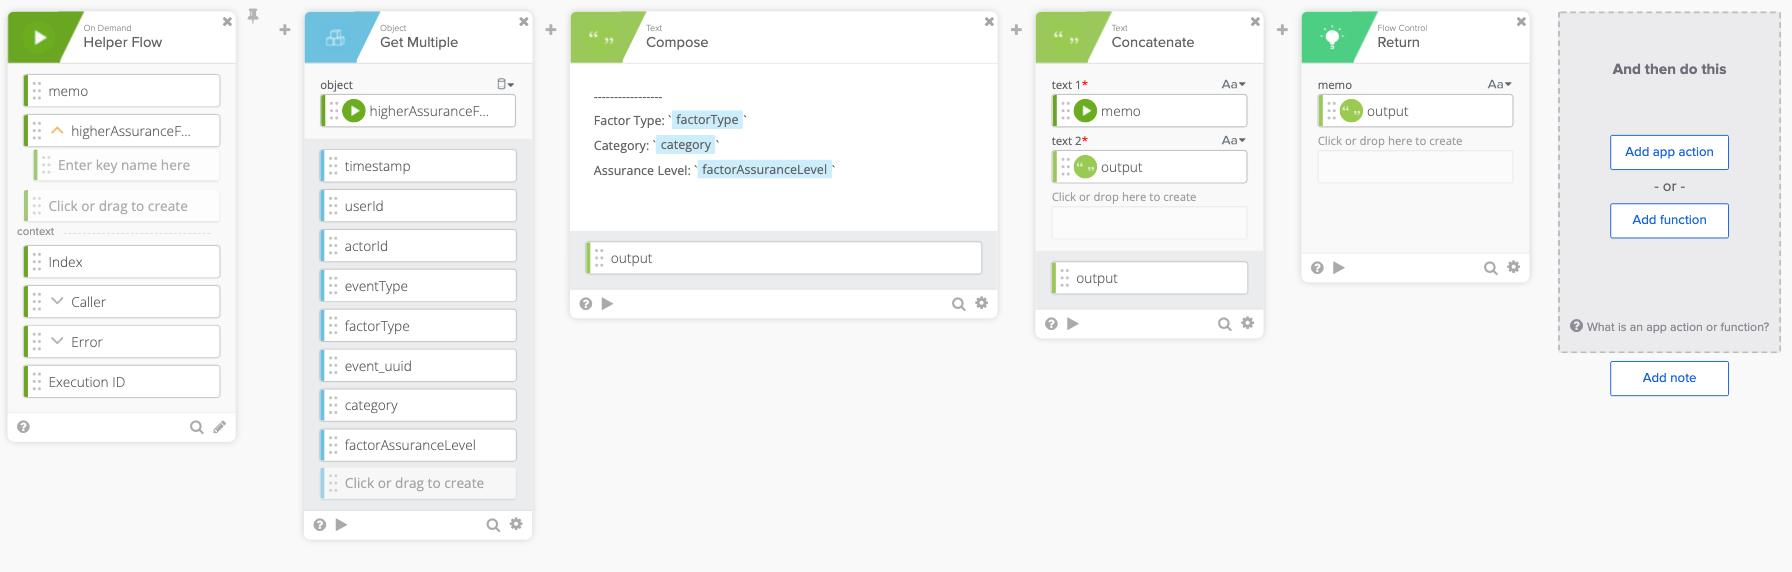 On Demand
Helper Flow
memo
higherAssuranceF...
Enter key name here
Click or drag to create
context
Index
Caller
Error
Execution ID
Object
Get Multiple
object
higherAssuranceF...
timestamp
userId
actorId
eventType
factorType
event_uuid
category
factorAssuranceLevel
Click or drag to create
Text
Compose
-----------------
Factor Type: `factorType`
Category: `category`
Assurance Level: `factorAssuranceLevel`
output
Text
Concatenate
text 1* Aa
memo
text 2* Aa
output
Click or drop here to create
output
Flow Control
Return
memo Aa
output
Click or drop here to create
And then do this
Add app action
- or -
Add function
What is an app action or function?
Add note